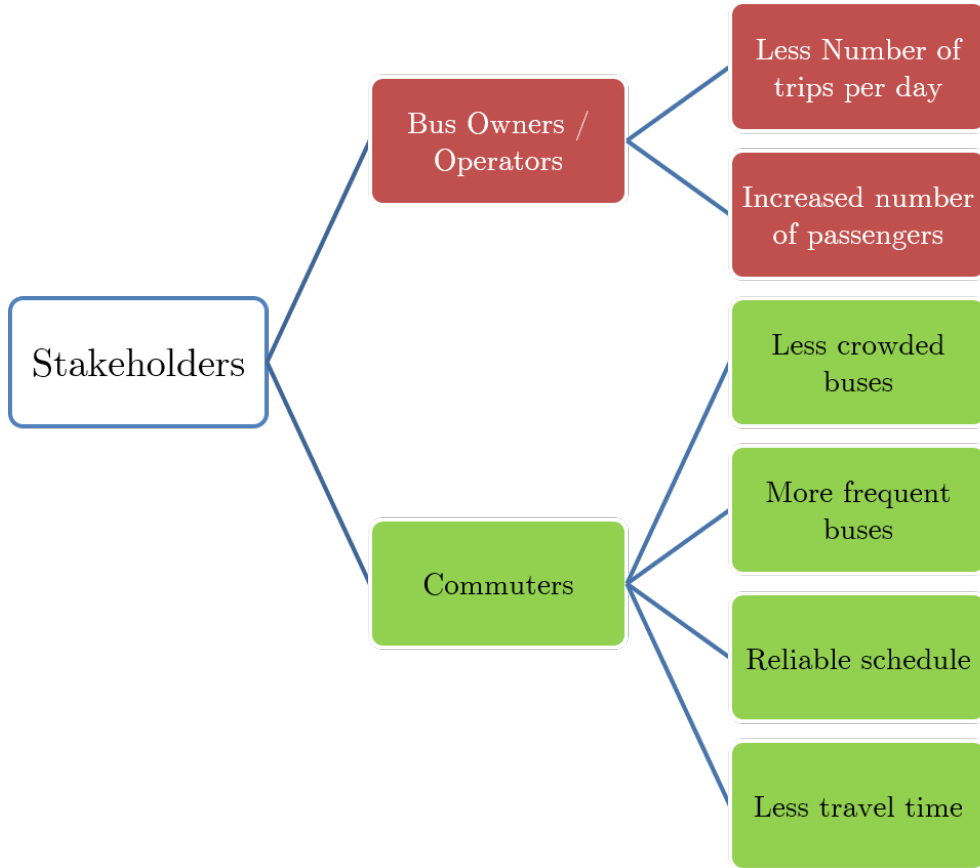 Stakeholders
Bus Owners /
Operators
Less Number of
trips per day
Increased number
of passengers
Commuters
Less crowded
buses
More frequent
buses
Reliable schedule
Less travel time